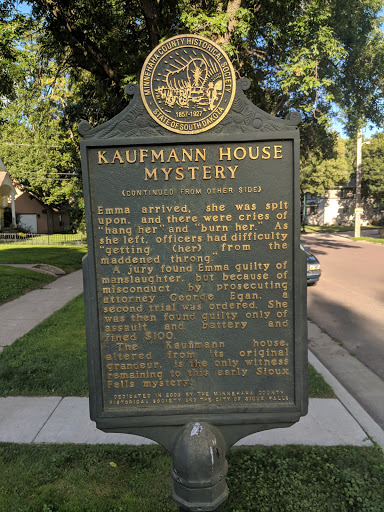 MINNEHAHA COUNTY HISTORICAL SOCIETY
1857-1927
STATE OF SOUTH DAKOTA
KAUFMANN HOUSE
MYSTERY
(CONTINUED FROM OTHER SIDE)
Emma arrived, she was spit
upon, and there were cries of
"hang her" and "burn her." As
she left, officers had difficulty
"getting (her) from the
maddened throng."
A jury found Emma guilty of
manslaughter, but because of
misconduct by prosecuting
attorney George Egan, a
second trial was ordered. She
was then found guilty only of
assault and battery and
fined $100.
The Kaufmann house,
altered from its original
grandeur, is the only witness
remaining to this early Sioux
Falls mystery.
DEDICATED IN 2005 BY THE MINNEHAHA COUNTY
HISTORICAL SOCIETY AND THE CITY OF SIOUX FALLS